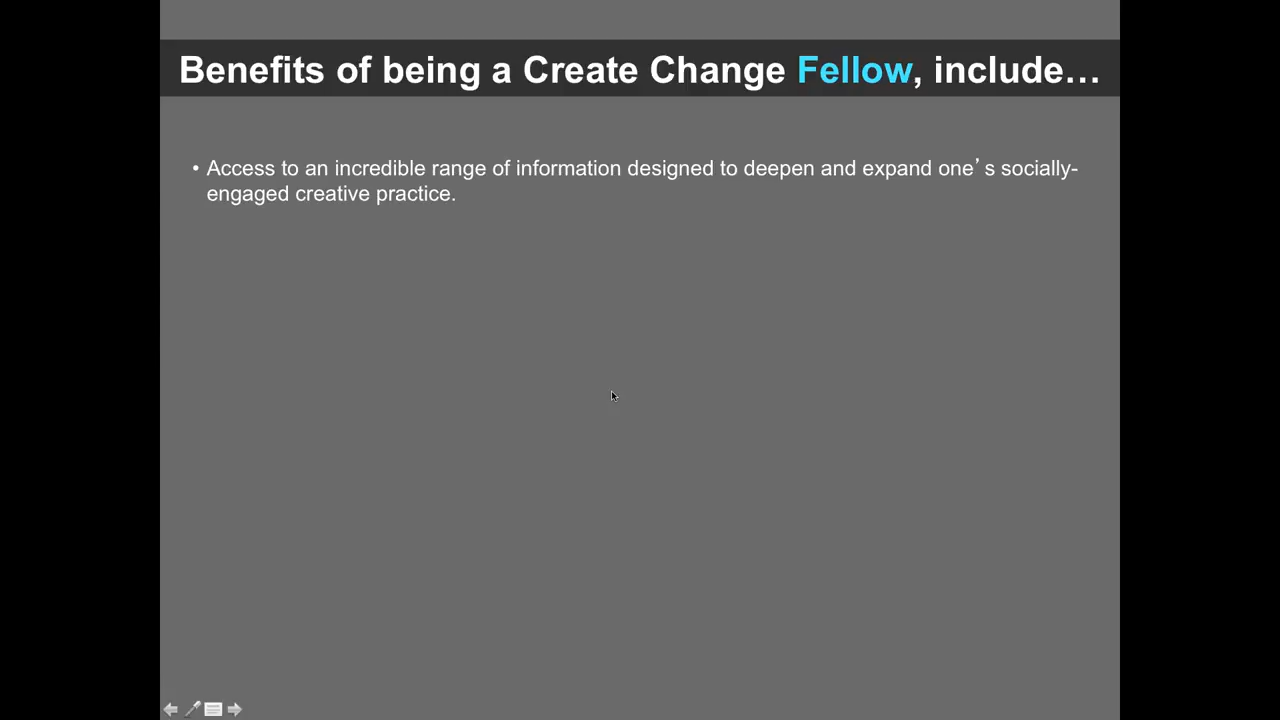 Benefits of being a Create Change Fellow, include…
• Access to an incredible range of information designed to deepen and expand one’s socially-
engaged creative practice.